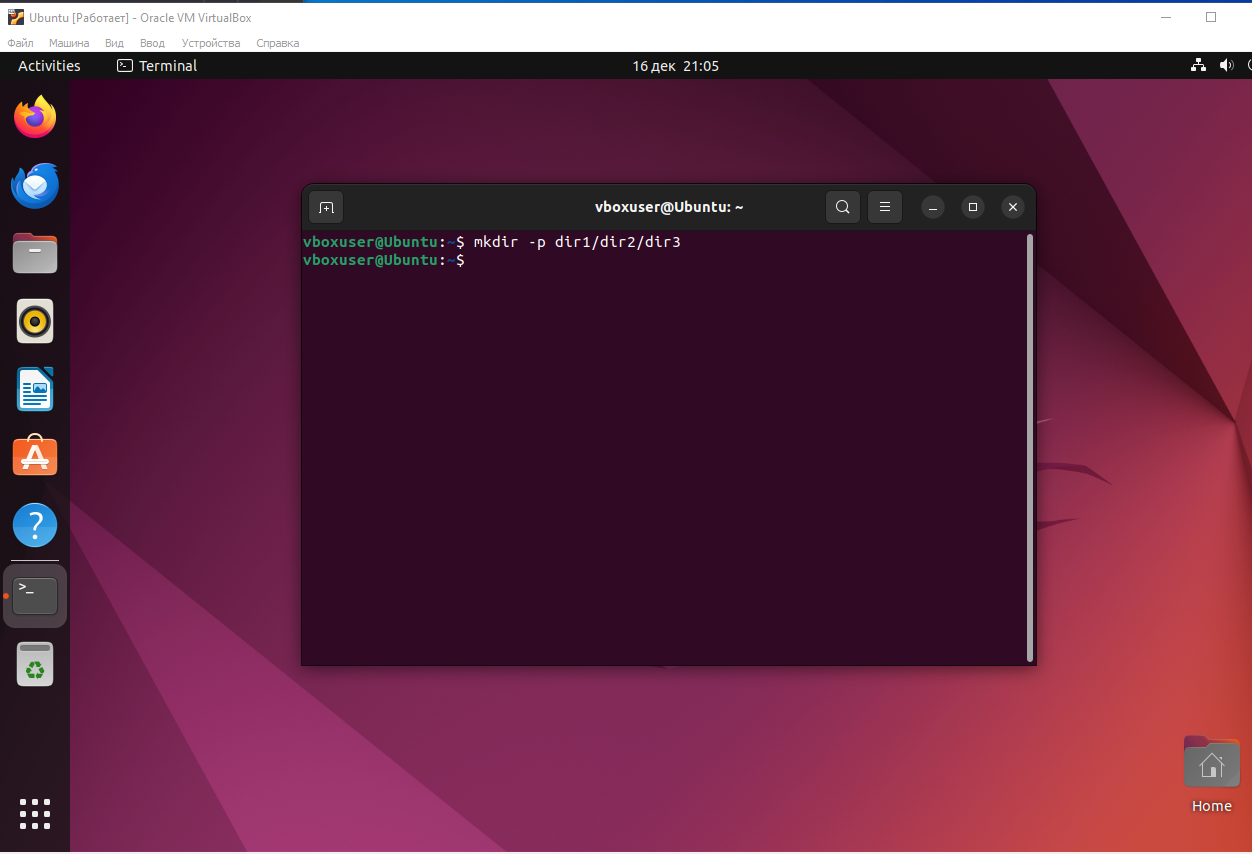 Ubuntu [Работает] - Oracle VM VirtualBox
Файл Машина Вид Ввод Устройства Справка
Activities Terminal 16 дек 21:05
vboxuser@Ubuntu: ~
vboxuser@Ubuntu:~$ mkdir -p dir1/dir2/dir3
vboxuser@Ubuntu:~$
Home